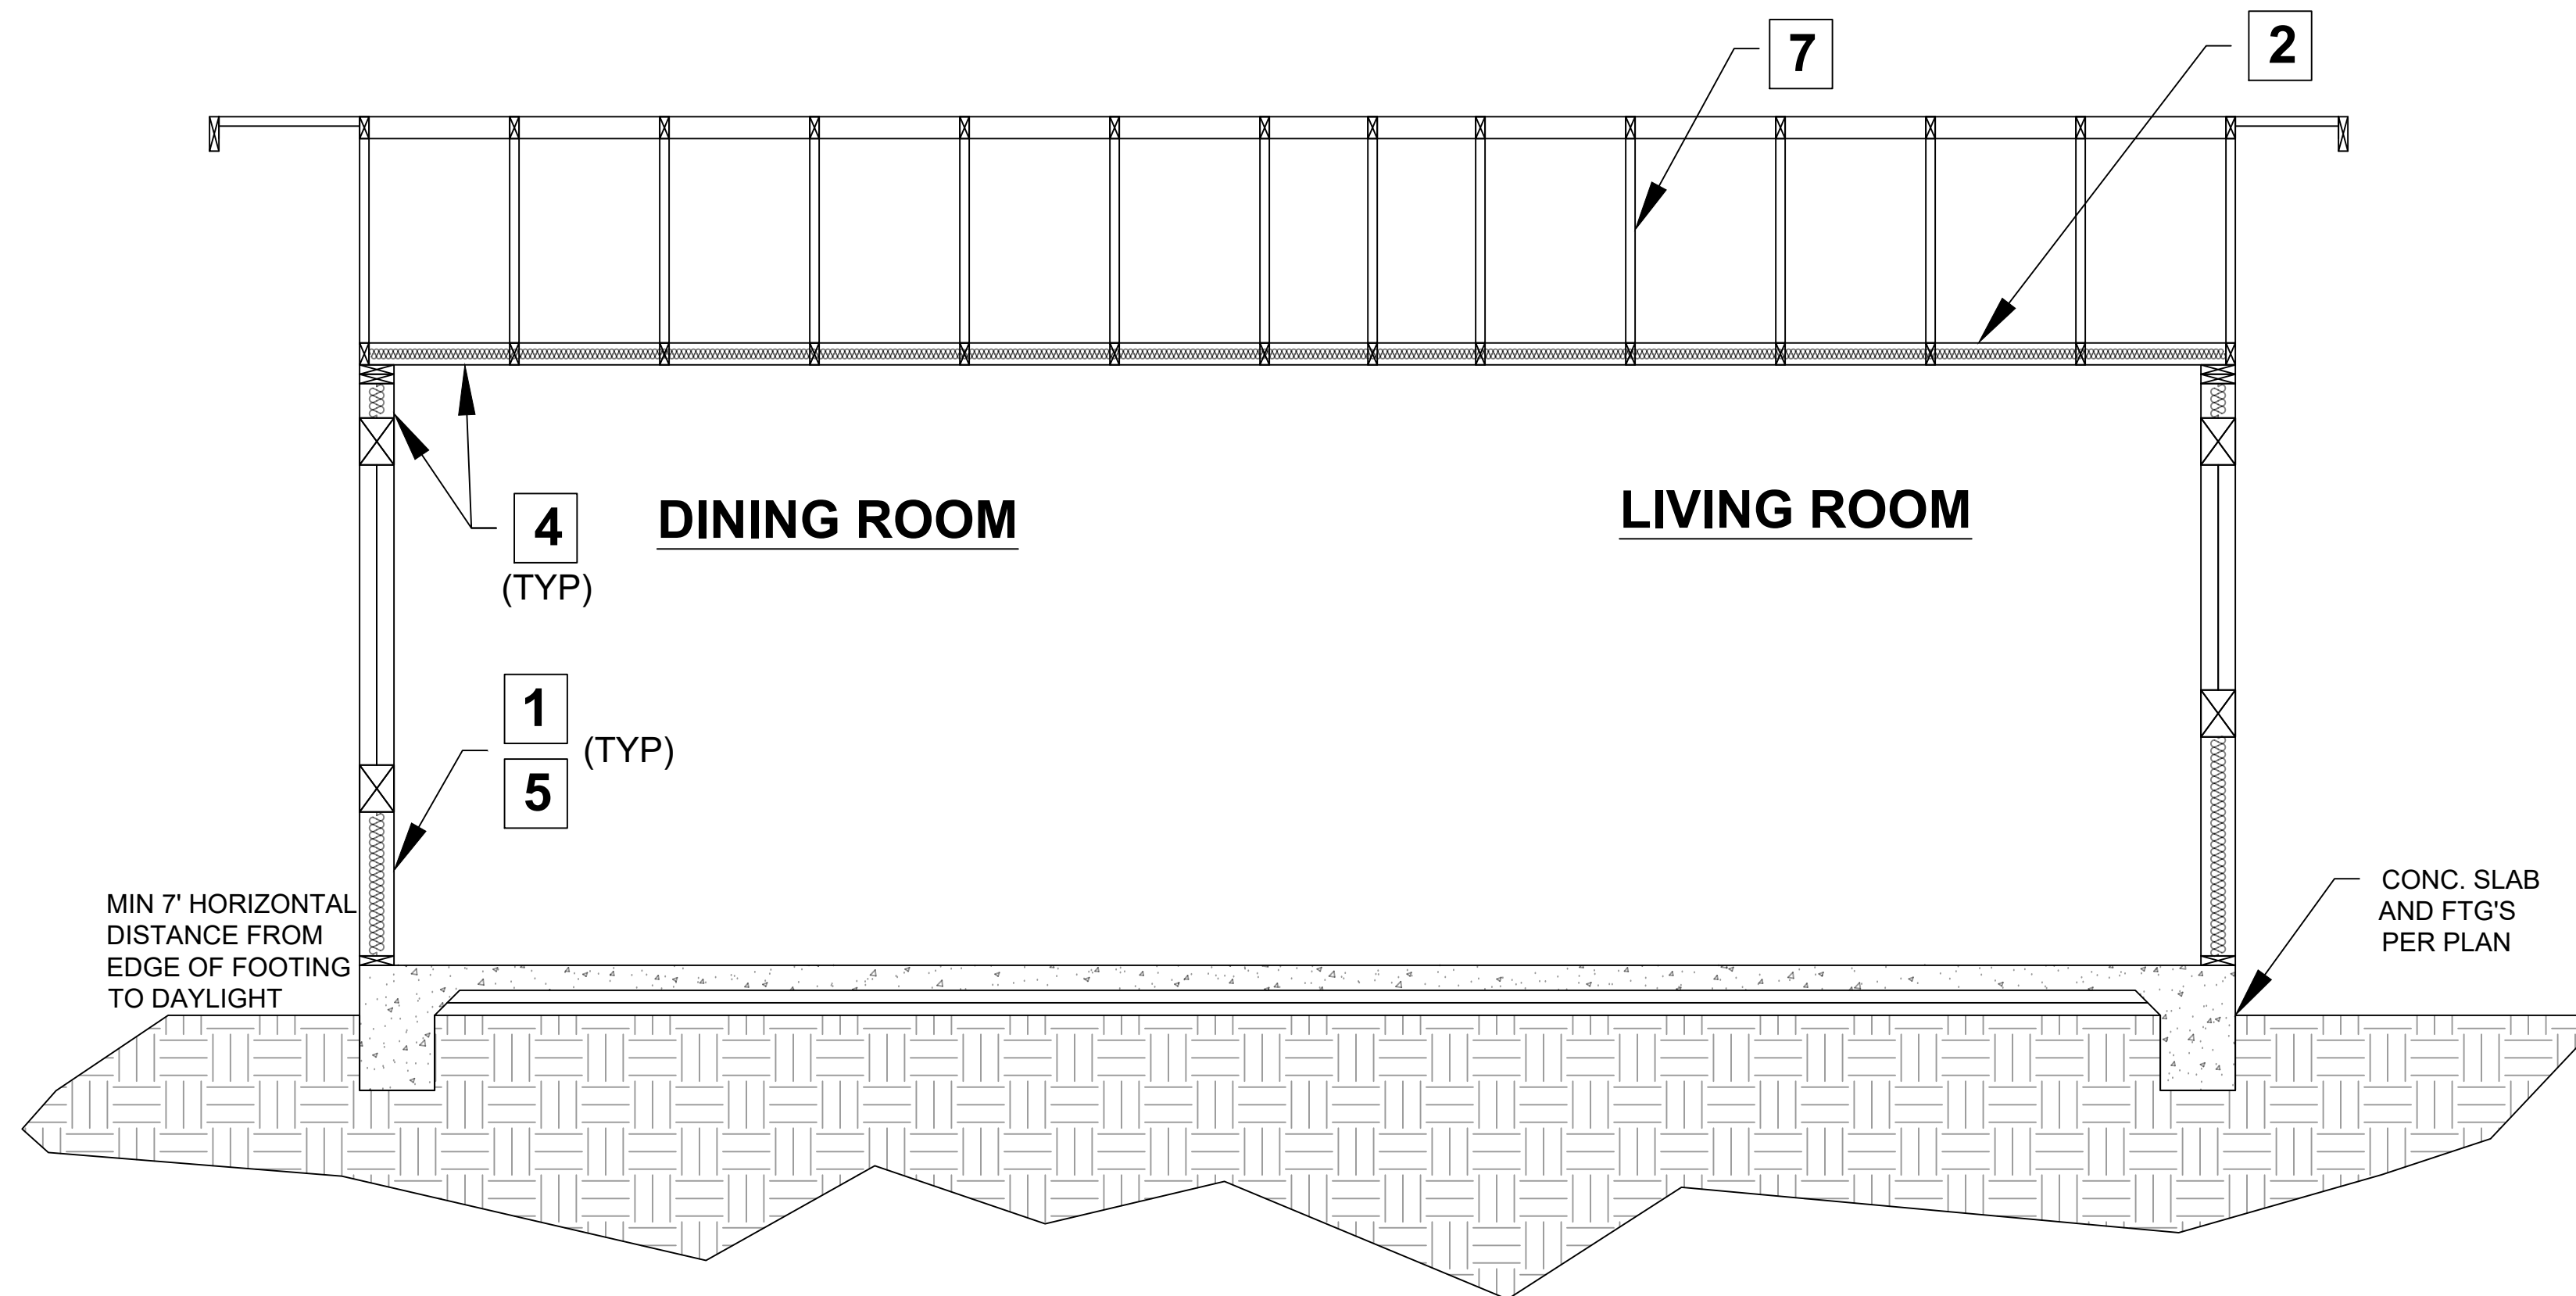 7
2
4
(TYP)
DINING ROOM
LIVING ROOM
1
(TYP)
5
MIN 7' HORIZONTAL
DISTANCE FROM
EDGE OF FOOTING
TO DAYLIGHT
CONC. SLAB
AND FTG'S
PER PLAN